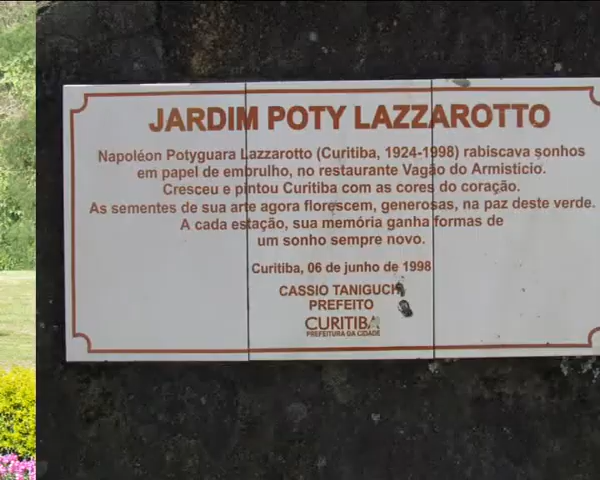 JARDIM POTY LAZZAROTTO
Napoléon Potyguara Lazzarotto (Curitiba, 1924-1998) rabiscava sonhos
em papel de embrulho, no restaurante Vagão do Armistício.
Cresceu e pintou Curitiba com as cores do coração.
As sementes de sua arte agora florescem, generosas, na paz deste verde.
A cada estação, sua memória ganha formas de
um sonho sempre novo.
Curitiba, 06 de junho de 1998
CASSIO TANIGUCHI
PREFEITO
CURITIBA
PREFEITURA DA CIDADE